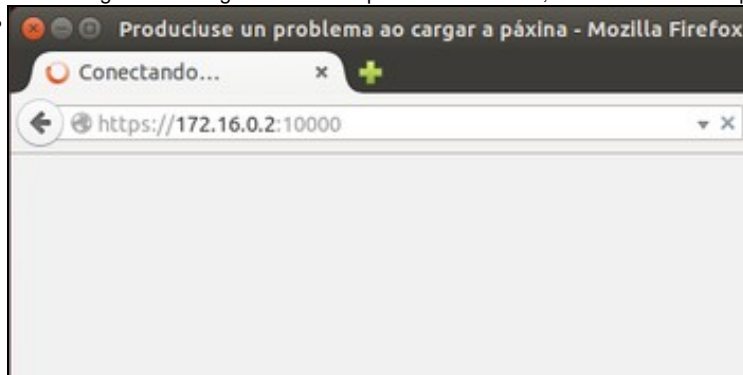 Produciuse un problema ao cargar a páxina - Mozilla Firefox
Conectando...
https://172.16.0.2:10000